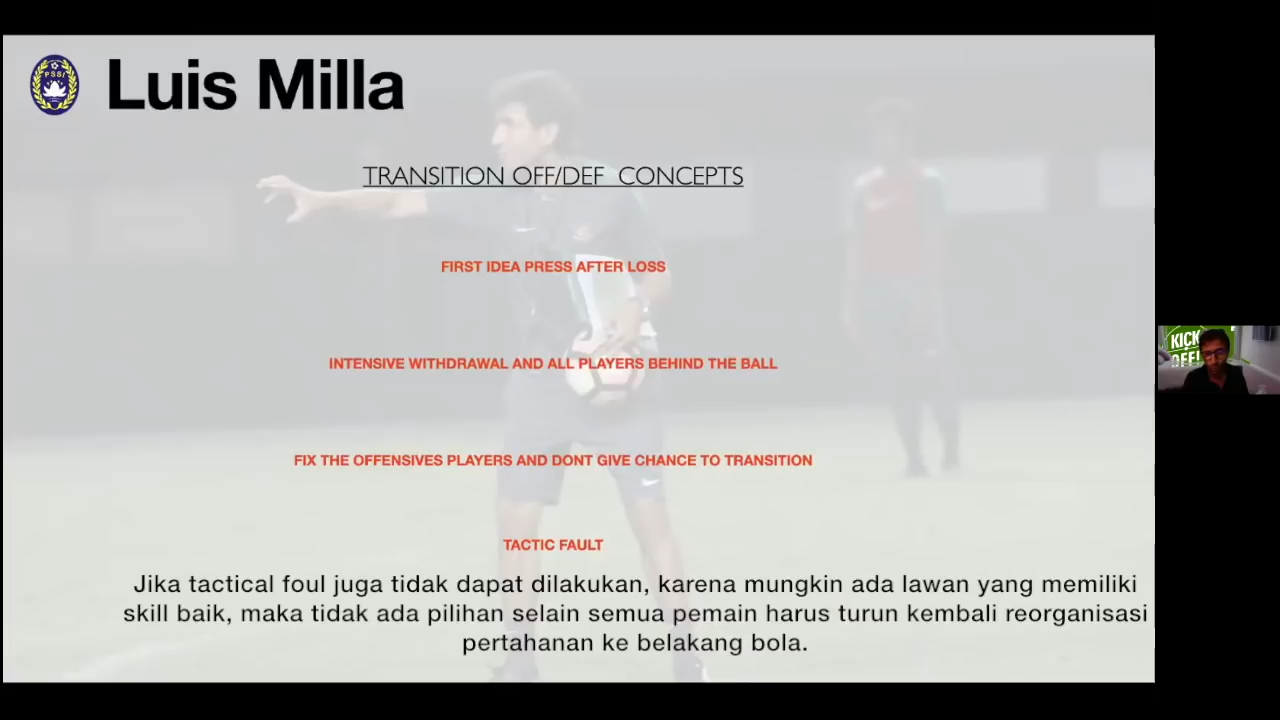 PSSI
Luis Milla
TRANSITION OFF/DEF CONCEPTS
FIRST IDEA PRESS AFTER LOSS
INTENSIVE WITHDRAWAL AND ALL PLAYERS BEHIND THE BALL
FIX THE OFFENSIVES PLAYERS AND DONT GIVE CHANCE TO TRANSITION
TACTIC FAULT
Jika tactical foul juga tidak dapat dilakukan, karena mungkin ada lawan yang memiliki
skill baik, maka tidak ada pilihan selain semua pemain harus turun kembali reorganisasi
pertahanan ke belakang bola.
KICK
OFF!